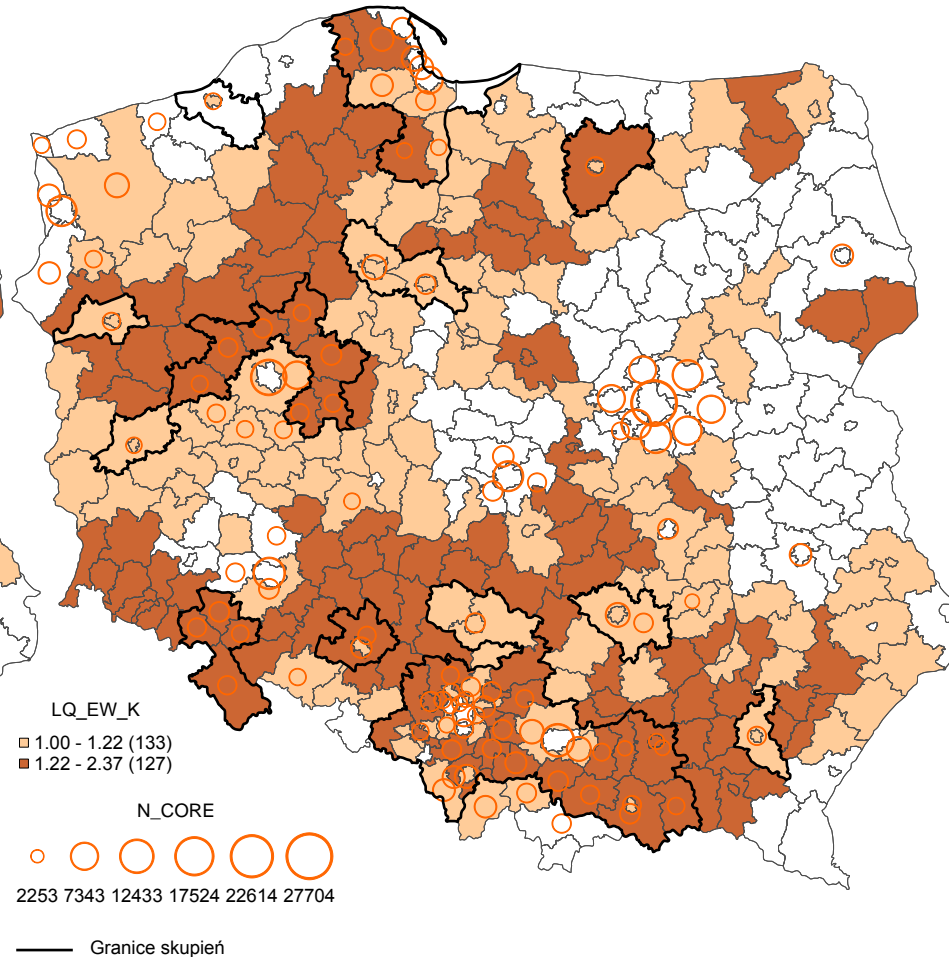 LQ_EW_K
1.00 - 1.22 (133)
1.22 - 2.37 (127)
N_CORE
2253 7343 12433 17524 22614 27704
Granice skupień